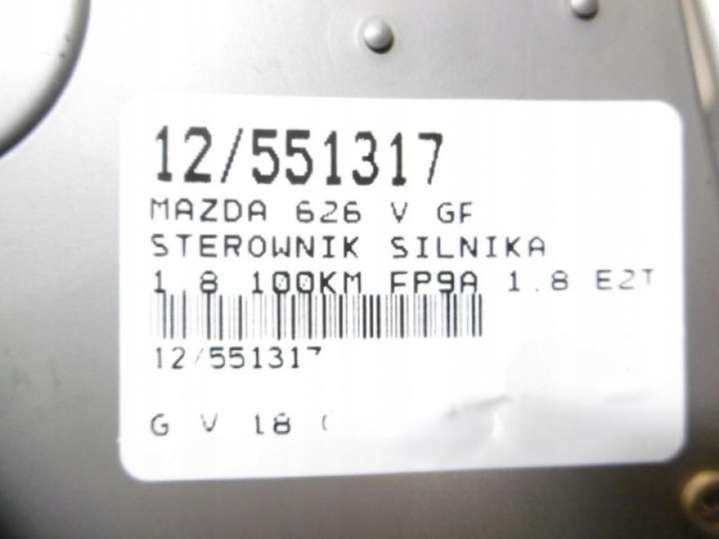 12/551317
MAZDA 626 V GF
STEROWNIK SILNIKA
1.8 100KM FP9A 1.8 E2T
12/551317
G V 18 (